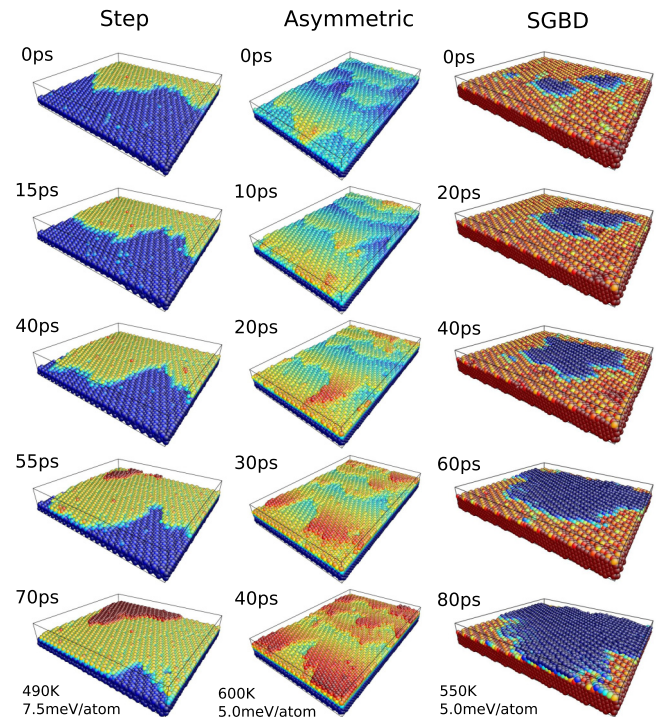 Step Asymmetric SGBD
0ps 0ps 0ps
15ps 10ps 20ps
40ps 20ps 40ps
55ps 30ps 60ps
70ps 40ps 80ps
490K 600K 550K
7.5meV/atom 5.0meV/atom 5.0meV/atom